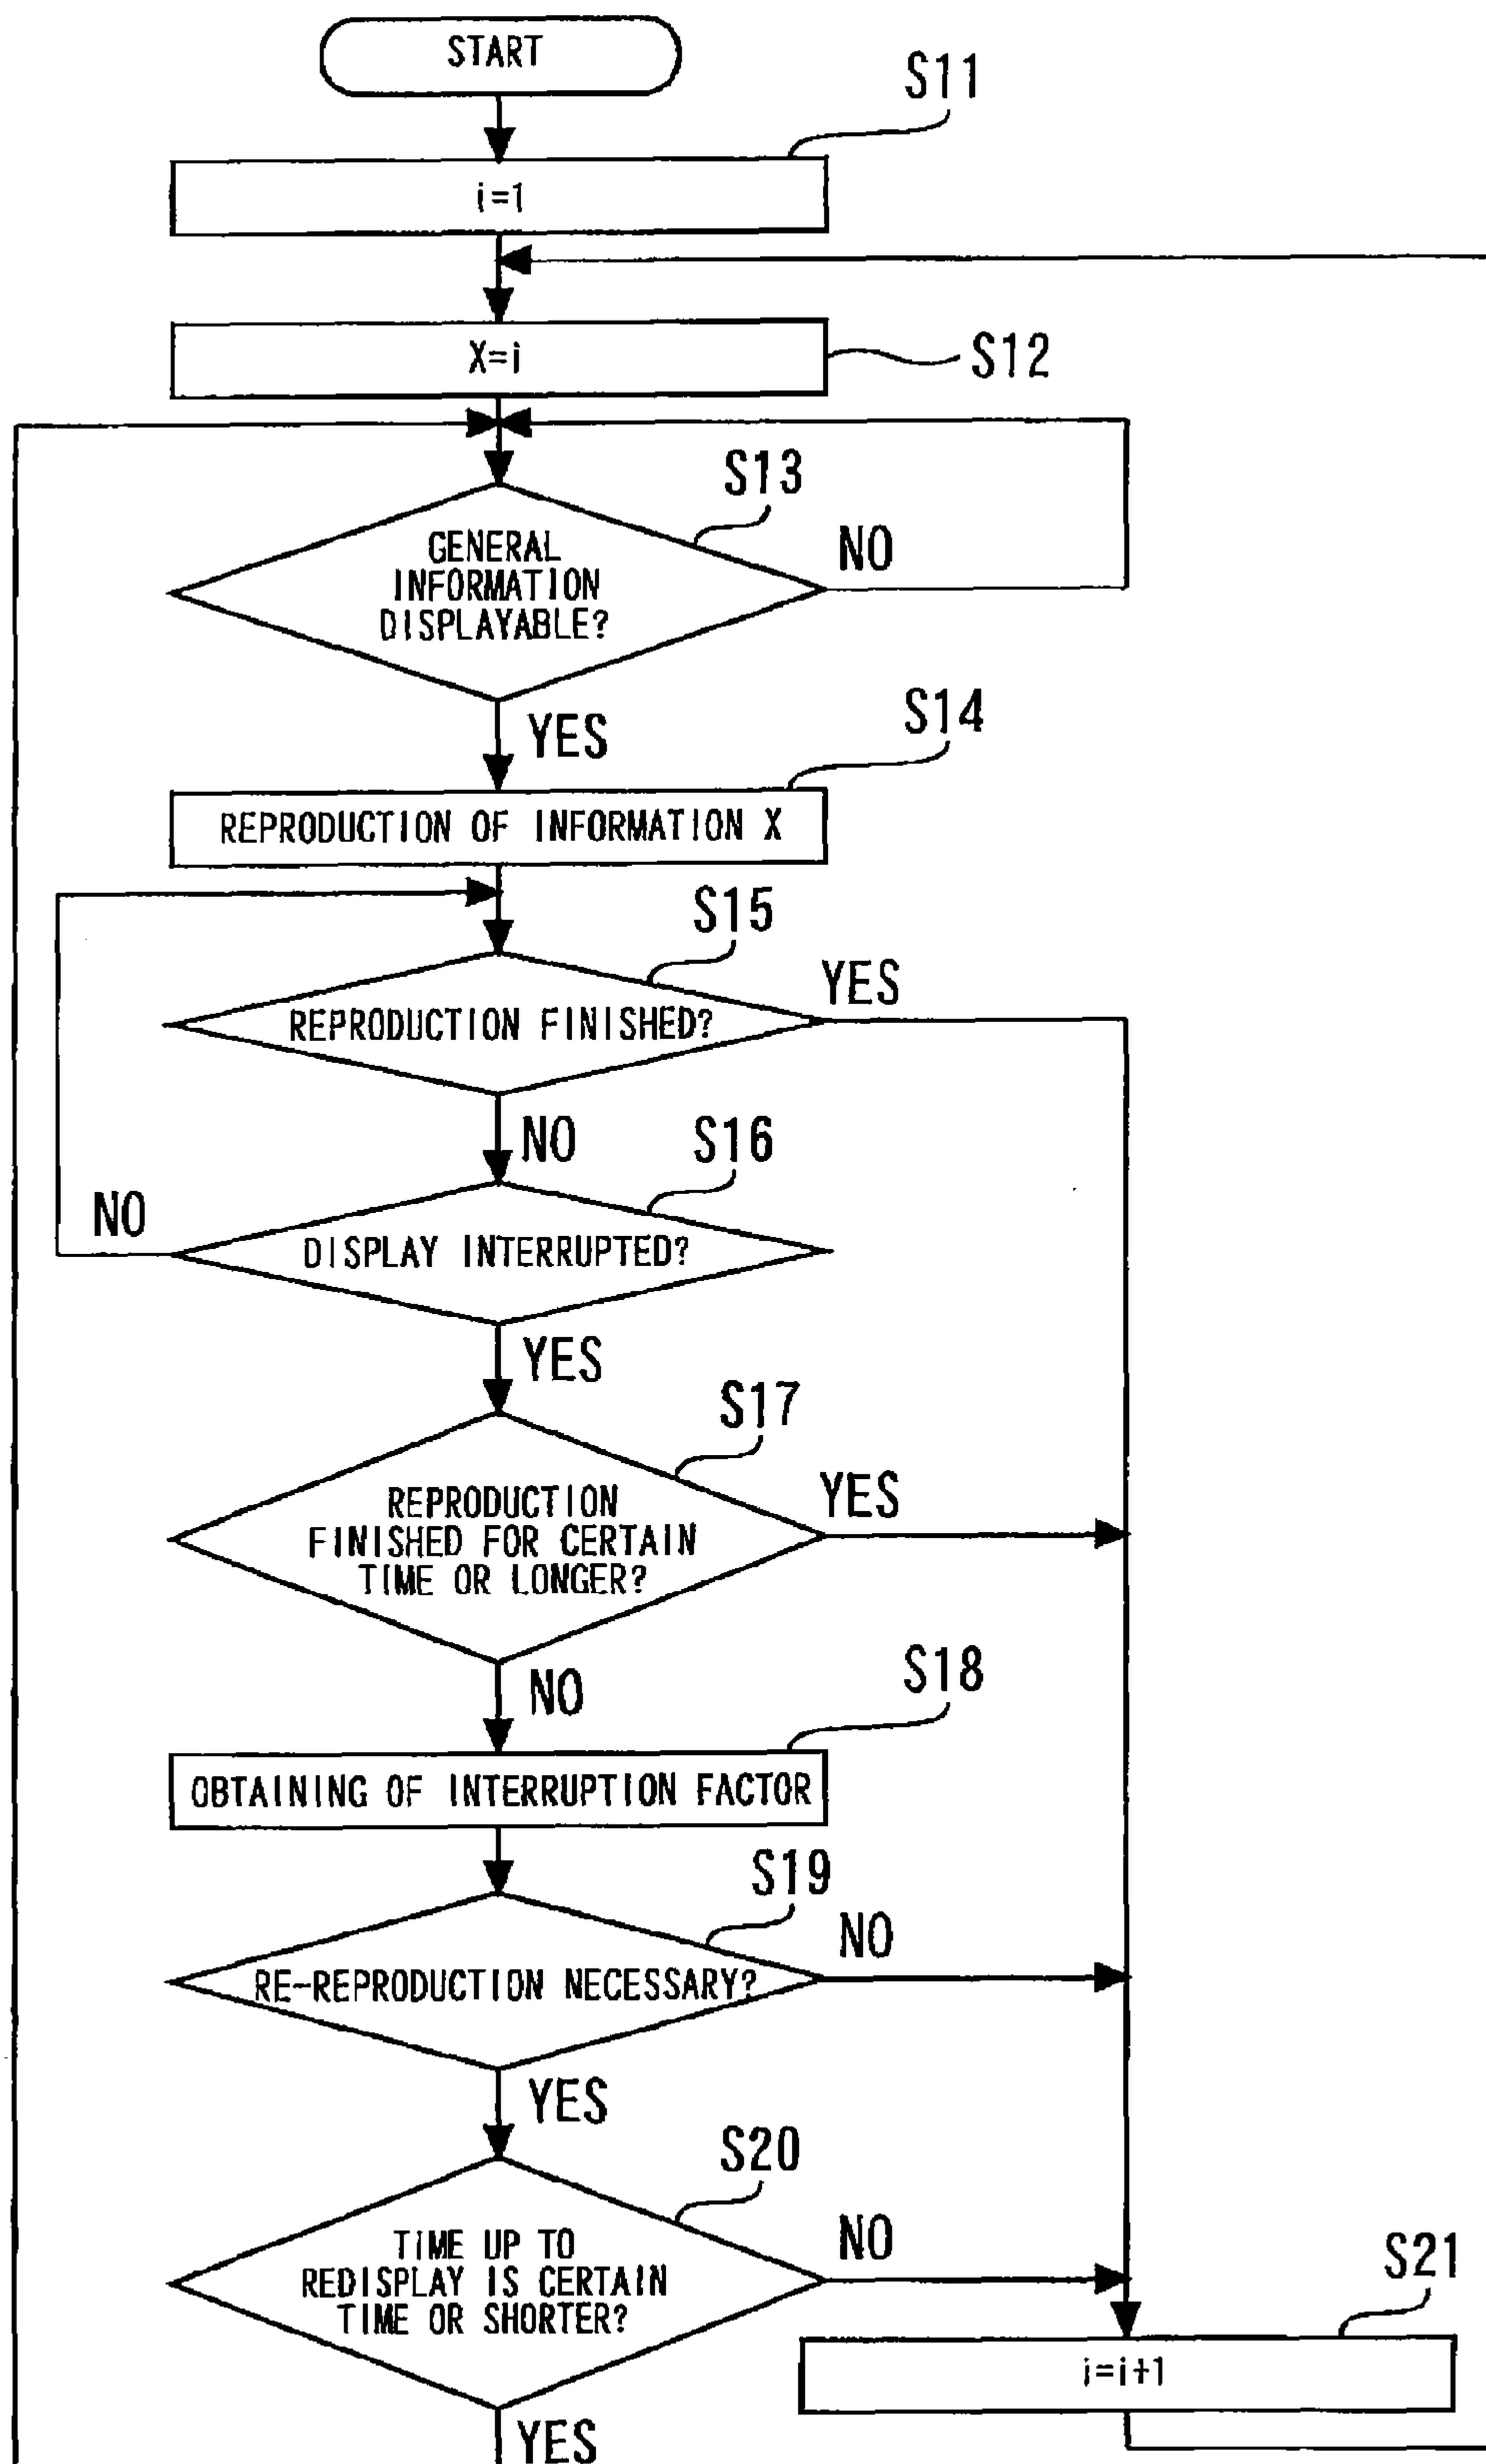 START
S11
i=1
X=i
S12
S13
GENERAL
INFORMATION
DISPLAYABLE?
NO
YES
S14
REPRODUCTION OF INFORMATION X
S15
REPRODUCTION FINISHED?
YES
NO
S16
NO
DISPLAY INTERRUPTED?
YES
S17
REPRODUCTION
FINISHED FOR CERTAIN
TIME OR LONGER?
YES
NO
S18
OBTAINING OF INTERRUPTION FACTOR
S19
RE-REPRODUCTION NECESSARY?
NO
YES
S20
TIME UP TO
REDISPLAY IS CERTAIN
TIME OR SHORTER?
NO
S21
i=i+1
YES